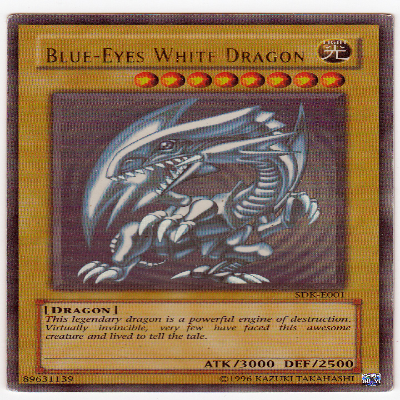 BLUE-EYES WHITE DRAGON
LIGHT
光
SDK-E001
[DRAGON]
This legendary dragon is a powerful engine of destruction.
Virtually invincible, very few have faced this awesome
creature and lived to tell the tale.
ATK/3000 DEF/2500
89631139
©1996 KAZUKI TAKAHASHI